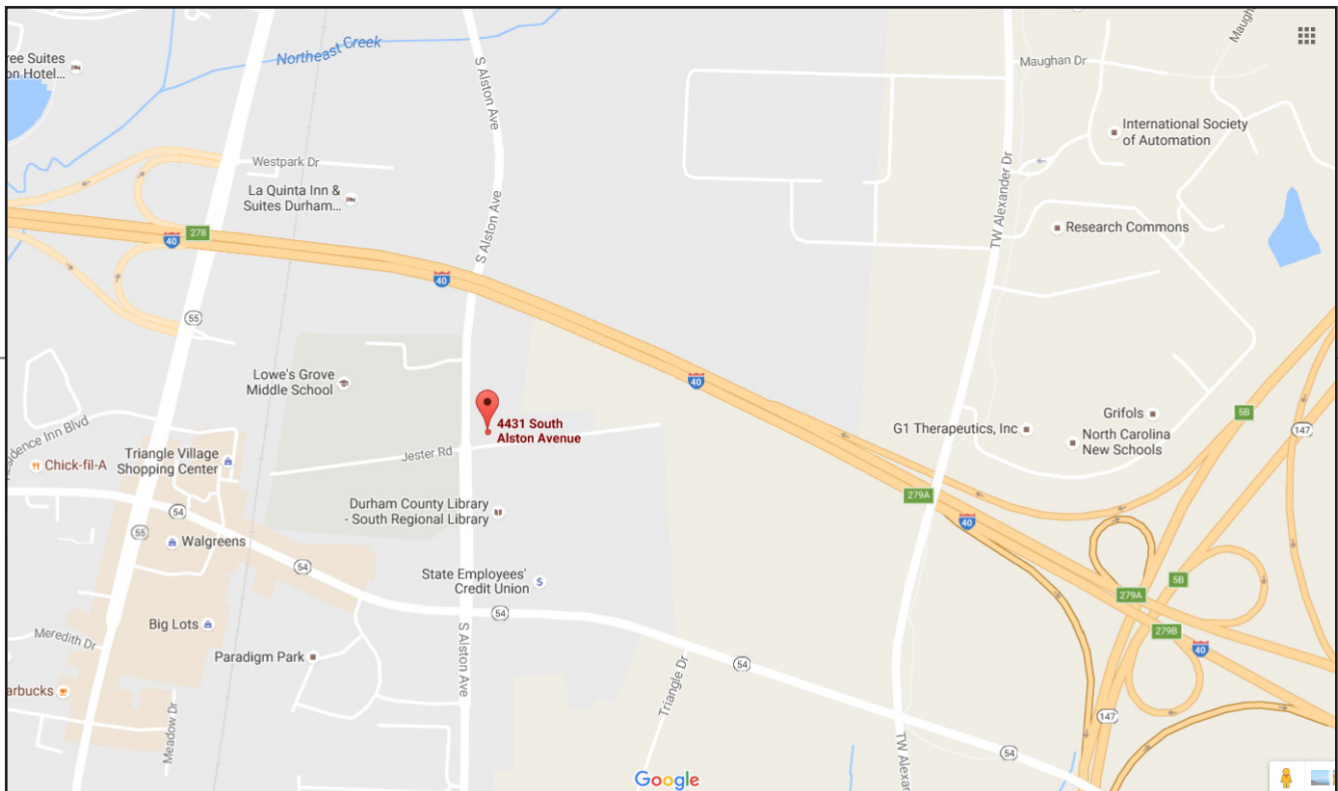 Northeast Creek
ree Suites
on Hotel...
S Alston Ave
Maughan Dr
Maugh
International Society
of Automation
Westpark Dr
La Quinta Inn &
Suites Durham...
S Alston Ave
TW Alexander Dr
Research Commons
278
40
40
55
40
Lowe's Grove
Middle School
4431 South
Alston Avenue
Jester Rd
sidence Inn Blvd
Chick-fil-A
Triangle Village
Shopping Center
G1 Therapeutics, Inc
Grifols
North Carolina
New Schools
5B
147
54
55
Walgreens
Durham County Library
- South Regional Library
279A
40
54
State Employees'
Credit Union
54
5B
279A
279B
40
Big Lots
Meredith Dr
Paradigm Park
S Alston Ave
54
Triangle Dr
arbucks
Meadow Dr
147
54
TW Alexa
Google